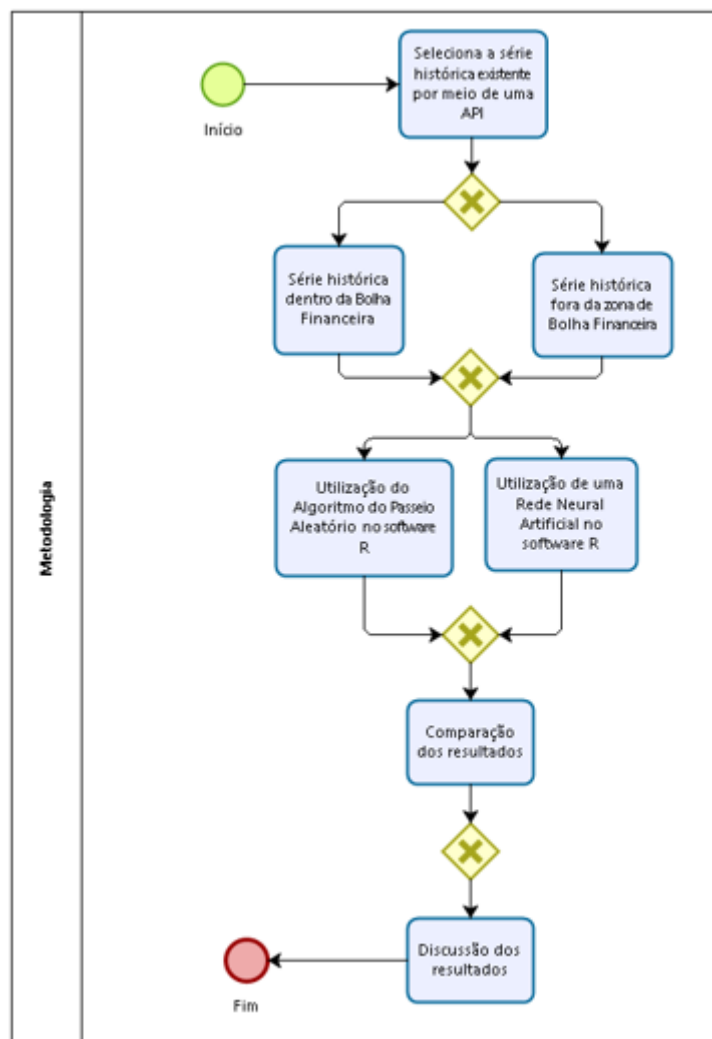 Metodologia
Início
Seleciona a série
histórica existente
por meio de uma
API
Série histórica
dentro da Bolha
Financeira
Série histórica
fora da zona de
Bolha Financeira
Utilização do
Algoritmo do Passeio
Aleatório no software
R
Utilização de uma
Rede Neural
Artificial no
software R
Comparação
dos resultados
Discussão dos
resultados
Fim